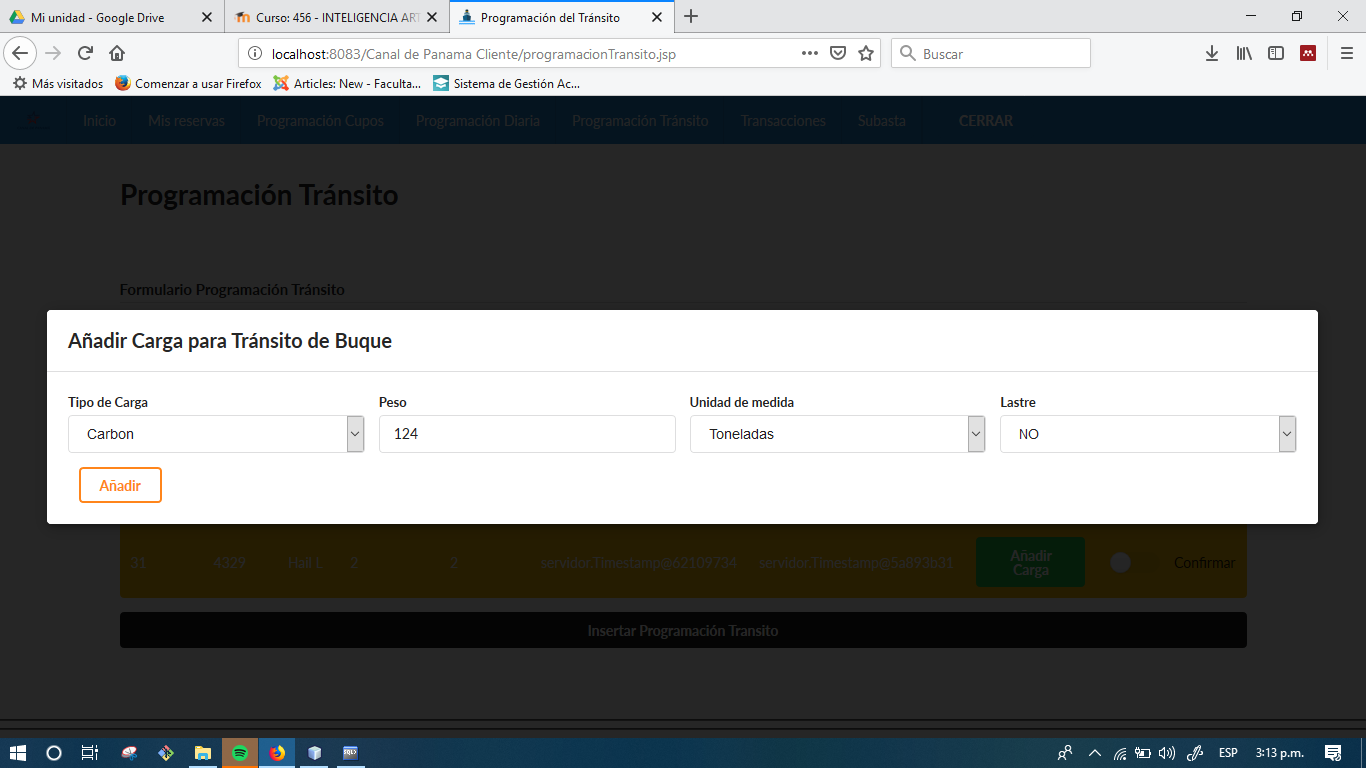 Mi unidad - Google Drive
Curso: 456 - INTELIGENCIA ART
Programación del Tránsito
localhost:8083/Canal de Panama Cliente/programacionTransito.jsp
Buscar
Más visitados
Comenzar a usar Firefox
Articles: New - Faculta...
Sistema de Gestión Ac...
Inicio
Mis reservas
Programación Cupos
Programación Diaria
Programación Tránsito
Transacciones
Subasta
CERRAR
Programación Tránsito
Formulario Programación Tránsito
Añadir Carga para Tránsito de Buque
Tipo de Carga
Peso
Unidad de medida
Lastre
Carbon
124
Toneladas
NO
Añadir
31
4329
Hall L
2
2
servidor.Timestamp@62109734
servidor.Timestamp@5a893b31
Añadir
Carga
Confirmar
Insertar Programación Transito
ESP
3:13 p.m.